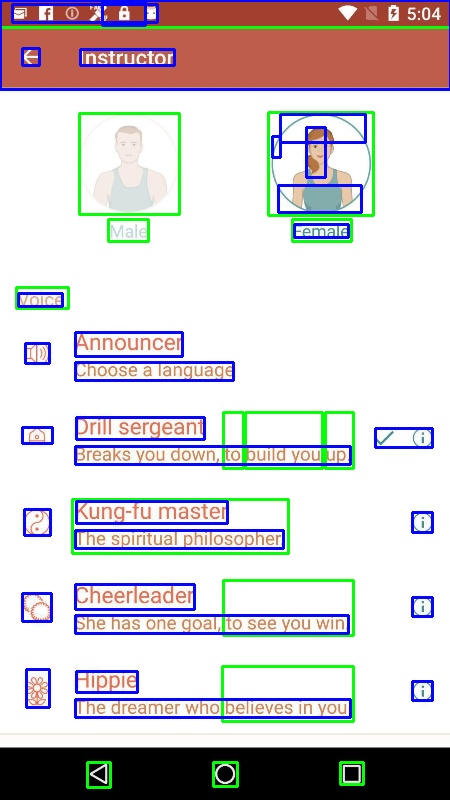 5:04
Instructor
Male
Female
Voice
Announcer
Choose a language
Drill sergeant
Breaks you down, to build you up.
Kung-fu master
The spiritual philosopher.
Cheerleader
She has one goal, to see you win.
Hippie
The dreamer who believes in you.